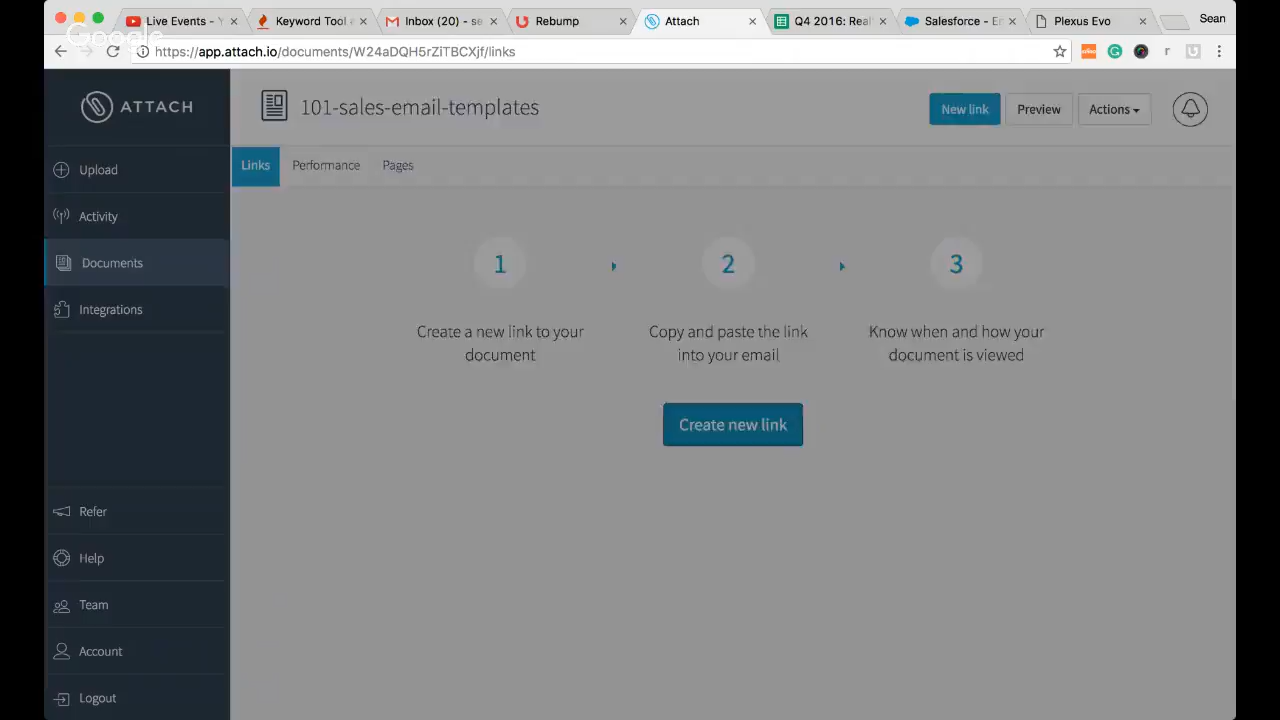 Live Events - Y
Keyword Tool
Inbox (20) - se
Rebump
Attach
Q4 2016: Real
Salesforce - En
Plexus Evo
Sean
Google
https://app.attach.io/documents/W24aDQH5rZiTBCXjf/links
ATTACH
101-sales-email-templates
New link
Preview
Actions
Upload
Links
Performance
Pages
Activity
Documents
Integrations
1
2
3
Create a new link to your
document
Copy and paste the link
into your email
Know when and how your
document is viewed
Create new link
Refer
Help
Team
Account
Logout